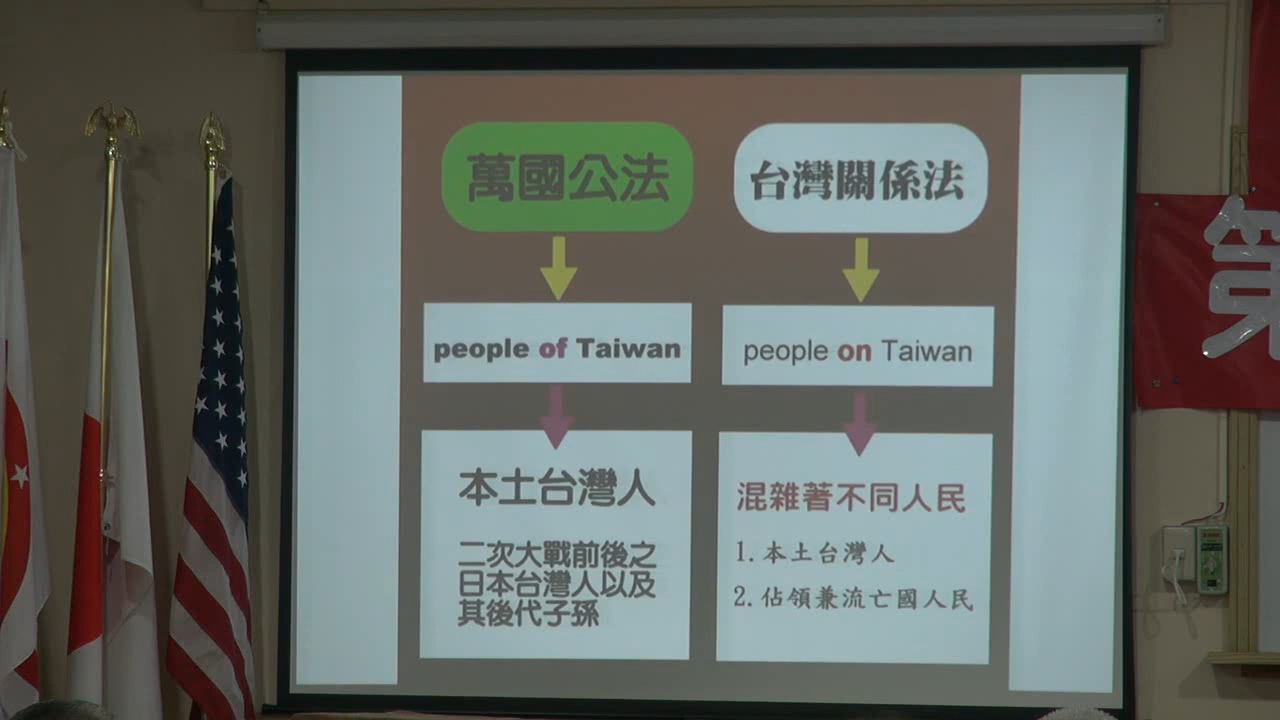 萬國公法
台灣關係法
people of Taiwan
people on Taiwan
本土台灣人
二次大戰前後之
日本台灣人以及
其後代子孫
混雜著不同人民
1. 本土台灣人
2. 佔領兼流亡國人民
第